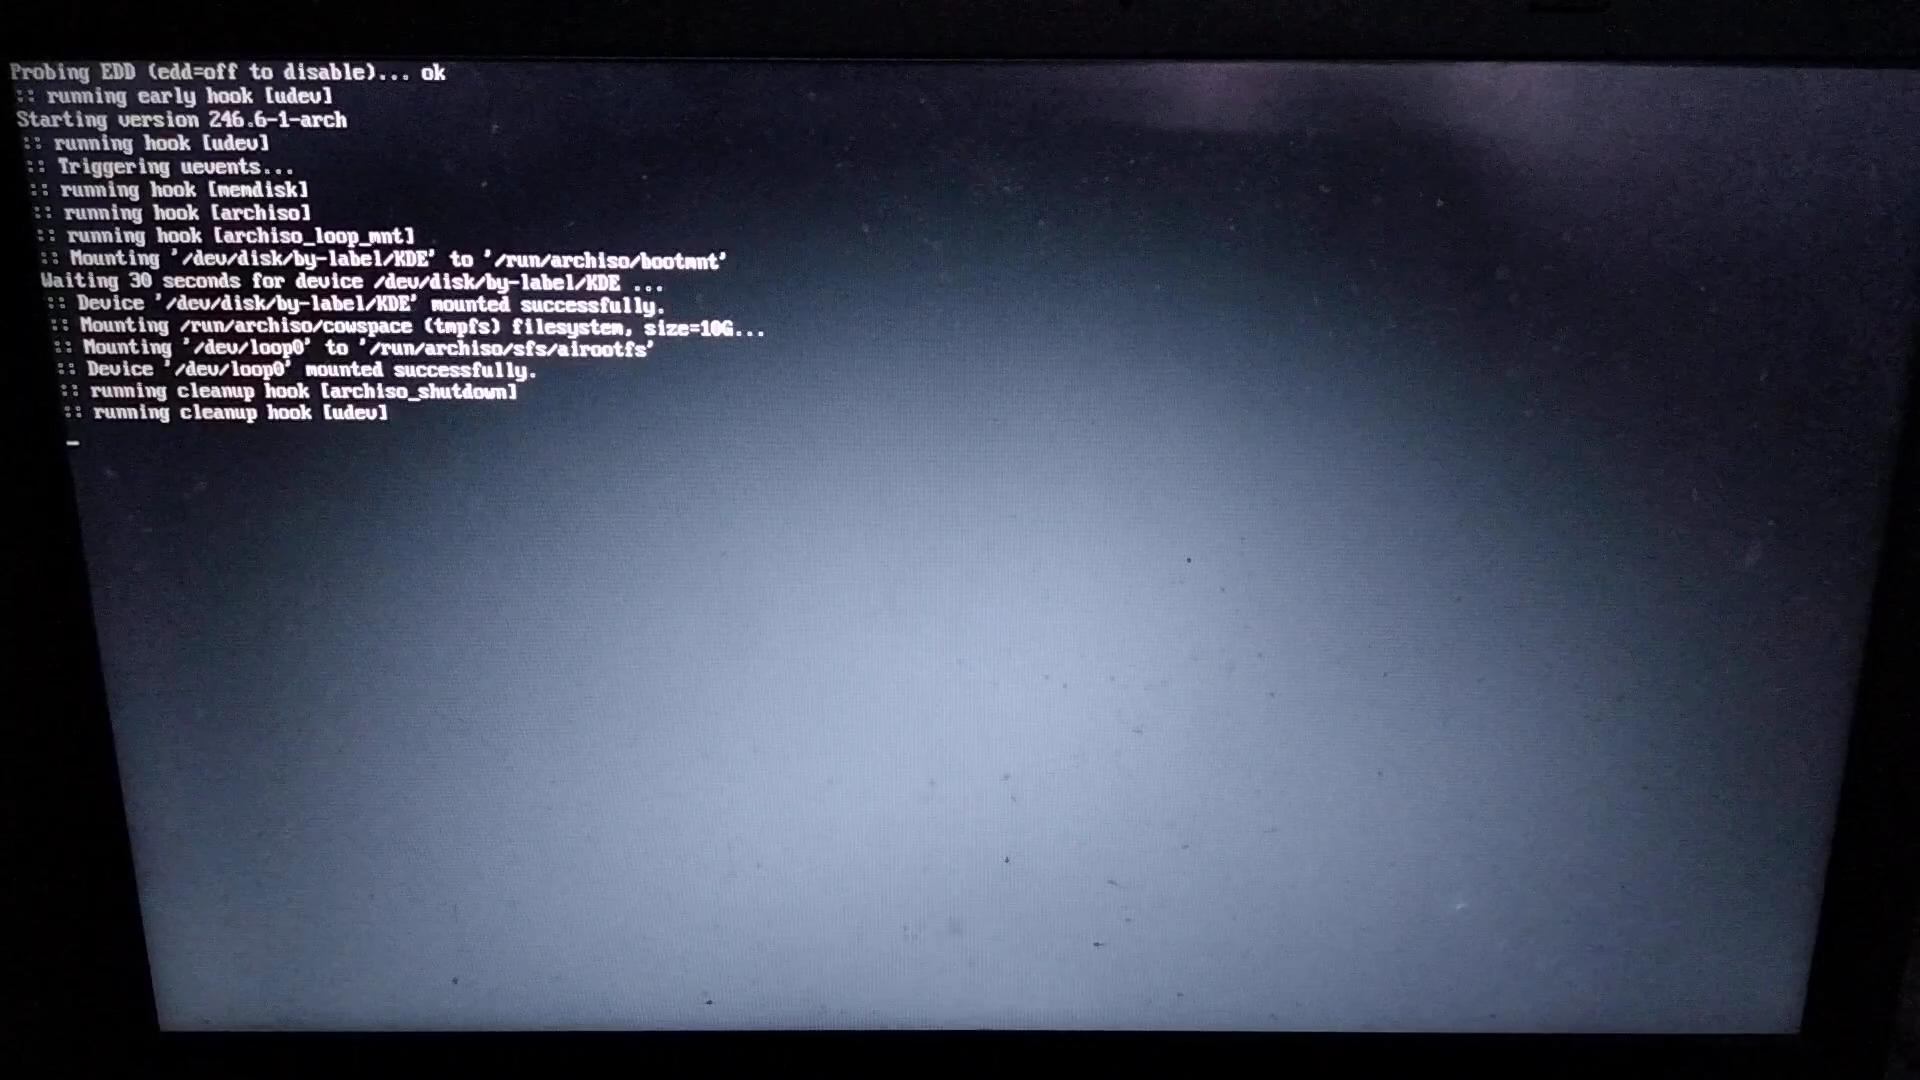 Probing EDD (edd=off to disable)... ok
:: running early hook [udev]
Starting version 246.6-1-arch
:: running hook [udev]
:: Triggering uevents...
:: running hook [memdisk]
:: running hook [archiso]
:: running hook [archiso_loop_mnt]
:: Mounting '/dev/disk/by-label/KDE' to '/run/archiso/bootmnt'
Waiting 30 seconds for device /dev/disk/by-label/KDE ...
:: Device '/dev/disk/by-label/KDE' mounted successfully.
:: Mounting /run/archiso/cowspace (tmpfs) filesystem, size=10G...
:: Mounting '/dev/loop0' to '/run/archiso/sfs/airootfs'
:: Device '/dev/loop0' mounted successfully.
:: running cleanup hook [archiso_shutdown]
:: running cleanup hook [udev]
_